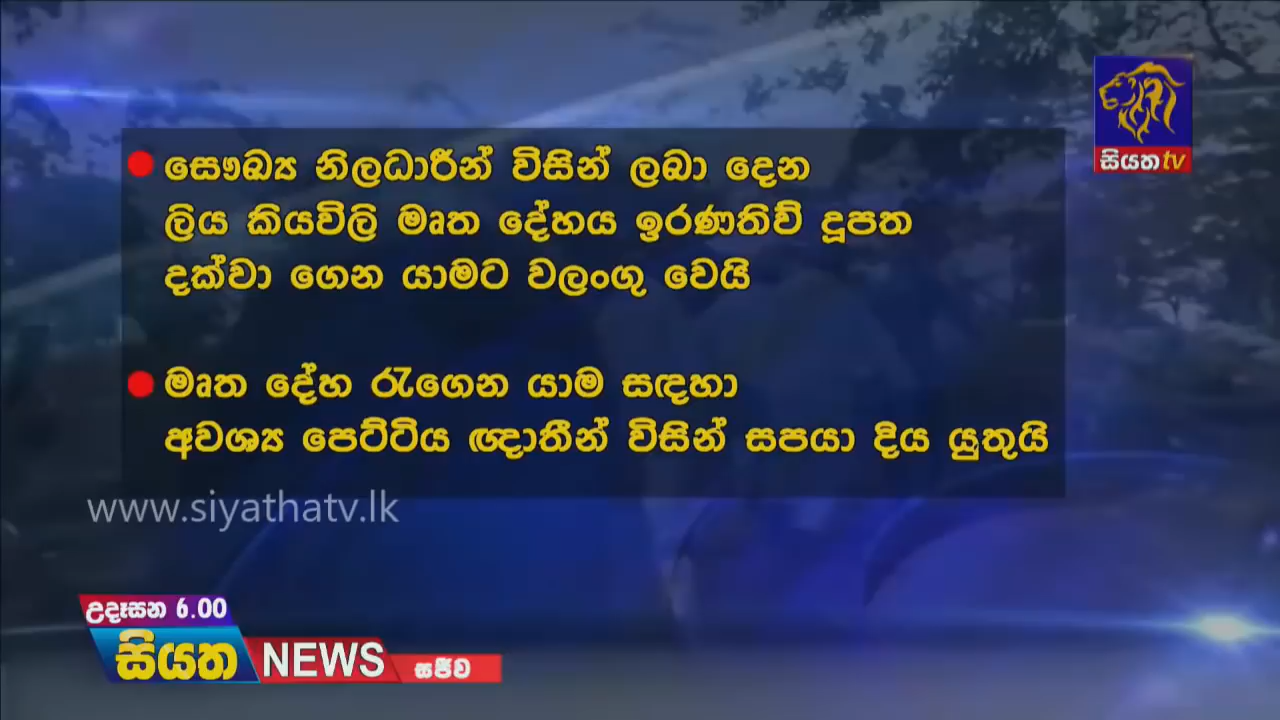 සියත tv
සෞඛ්‍ය නිලධාරීන් විසින් ලබා දෙන
ලිය කියවිලි මෘත දේහය ඉරණතිව් දූපත
දක්වා ගෙන යාමට වලංගු වෙයි
මෘත දේහ රැගෙන යාම සඳහා
අවශ්‍ය පෙට්ටිය ඥාතීන් විසින් සපයා දිය යුතුයි
www.siyathatv.lk
උදෑසන 6.00
සියත NEWS සජීව